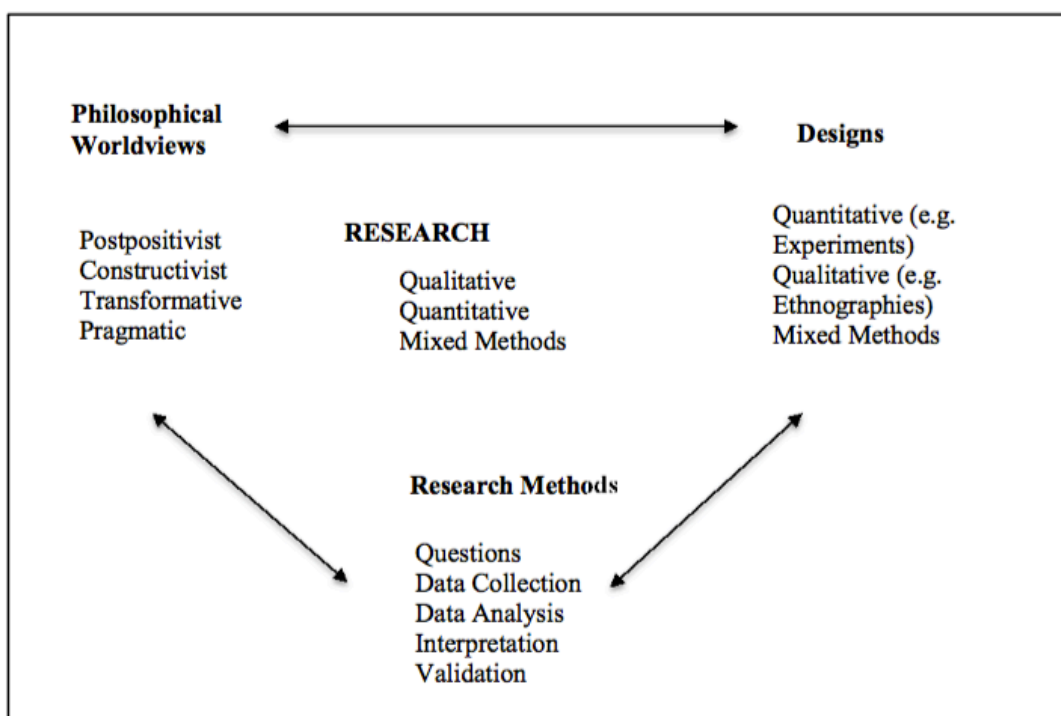 Philosophical
Worldviews
Designs
Postpositivist
Constructivist
Transformative
Pragmatic
RESEARCH
Qualitative
Quantitative
Mixed Methods
Quantitative (e.g.
Experiments)
Qualitative (e.g.
Ethnographies)
Mixed Methods
Research Methods
Questions
Data Collection
Data Analysis
Interpretation
Validation